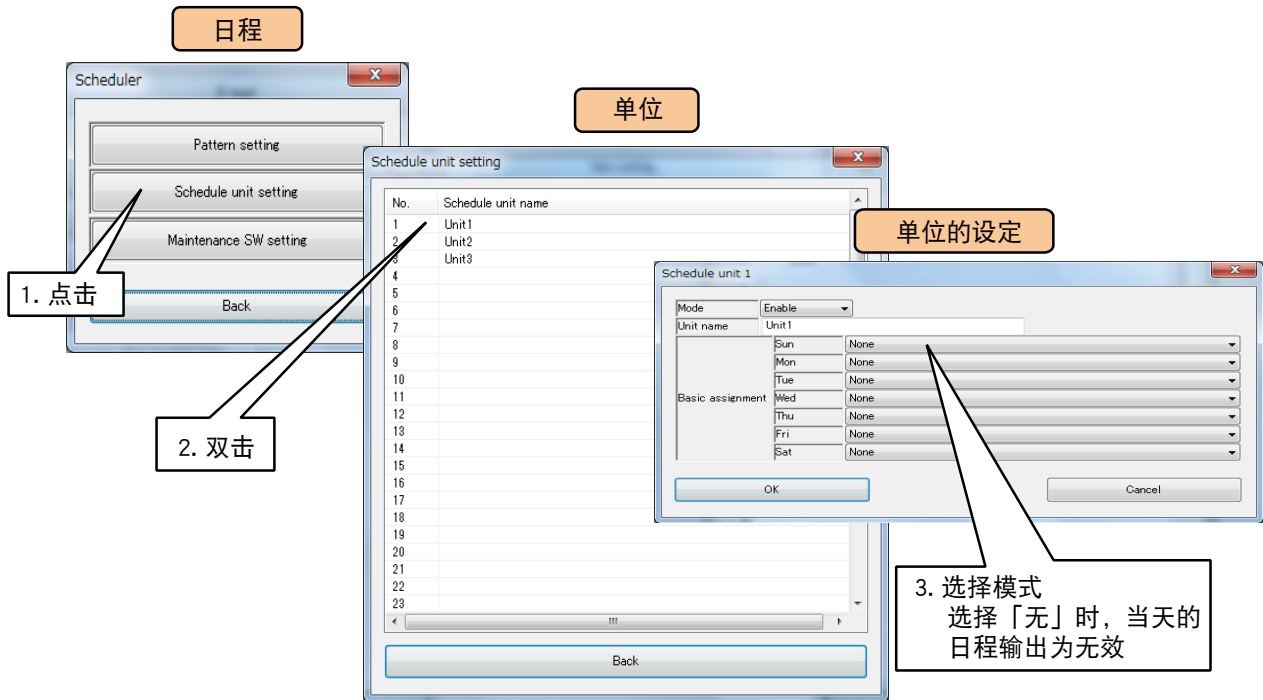 日程
Scheduler
Pattern setting
Schedule unit setting
Maintenance SW setting
Back
1. 点击
单位
Schedule unit setting
No. Schedule unit name
1 Unit1
2 Unit2
3 Unit3
4
5
6
7
8
9
10
11
12
13
14
15
16
17
18
19
20
21
22
23
Back
2. 双击
单位的设定
Schedule unit 1
Mode Enable
Unit name Unit1
Basic assignment
Sun None
Mon None
Tue None
Wed None
Thu None
Fri None
Sat None
OK Cancel
3. 选择模式
选择「无」时，当天的
日程输出为无效